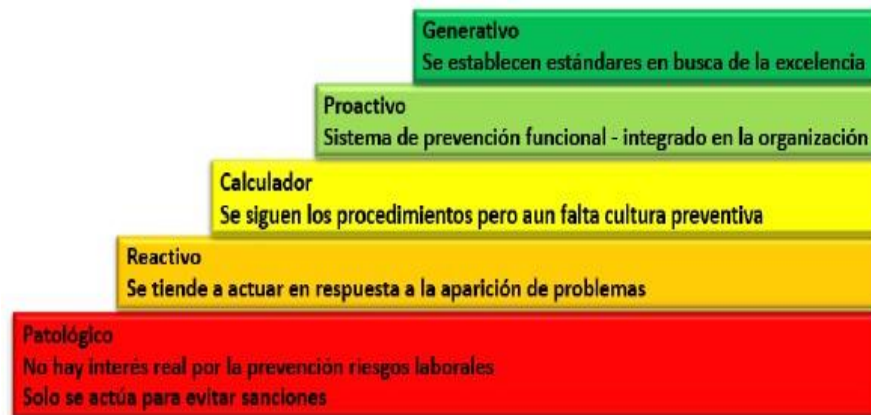 Generativo
Se establecen estándares en busca de la excelencia
Proactivo
Sistema de prevención funcional - integrado en la organización
Calculador
Se siguen los procedimientos pero aun falta cultura preventiva
Reactivo
Se tiende a actuar en respuesta a la aparición de problemas
Patológico
No hay interés real por la prevención riesgos laborales
Solo se actúa para evitar sanciones